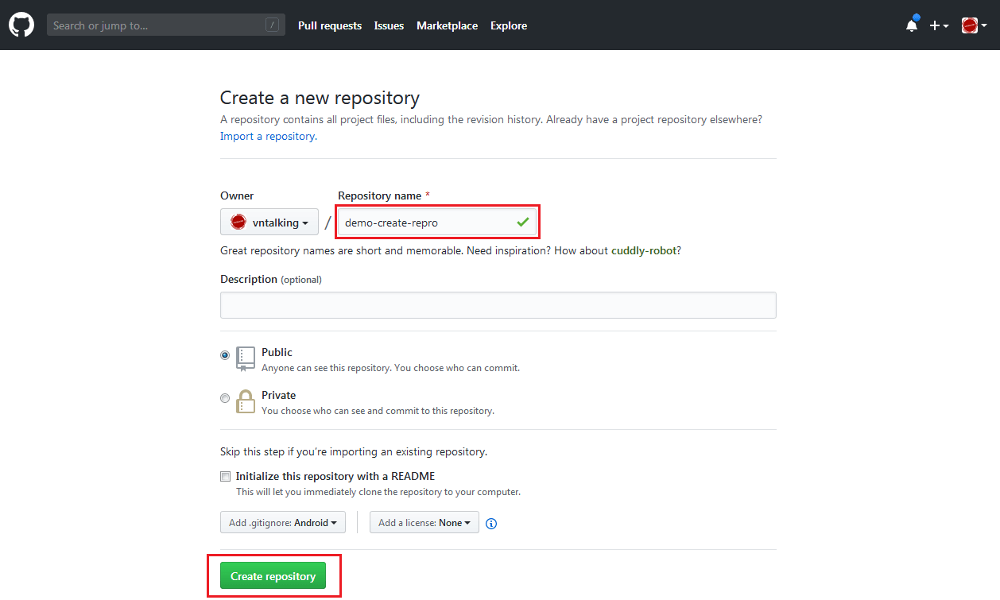 Search or jump to... /
Pull requests Issues Marketplace Explore
Create a new repository
A repository contains all project files, including the revision history. Already have a project repository elsewhere?
Import a repository.
Owner
Repository name *
vntalking / demo-create-repro
Great repository names are short and memorable. Need inspiration? How about cuddly-robot?
Description (optional)
Public
Anyone can see this repository. You choose who can commit.
Private
You choose who can see and commit to this repository.
Skip this step if you’re importing an existing repository.
Initialize this repository with a README
This will let you immediately clone the repository to your computer.
Add .gitignore: Android Add a license: None
Create repository